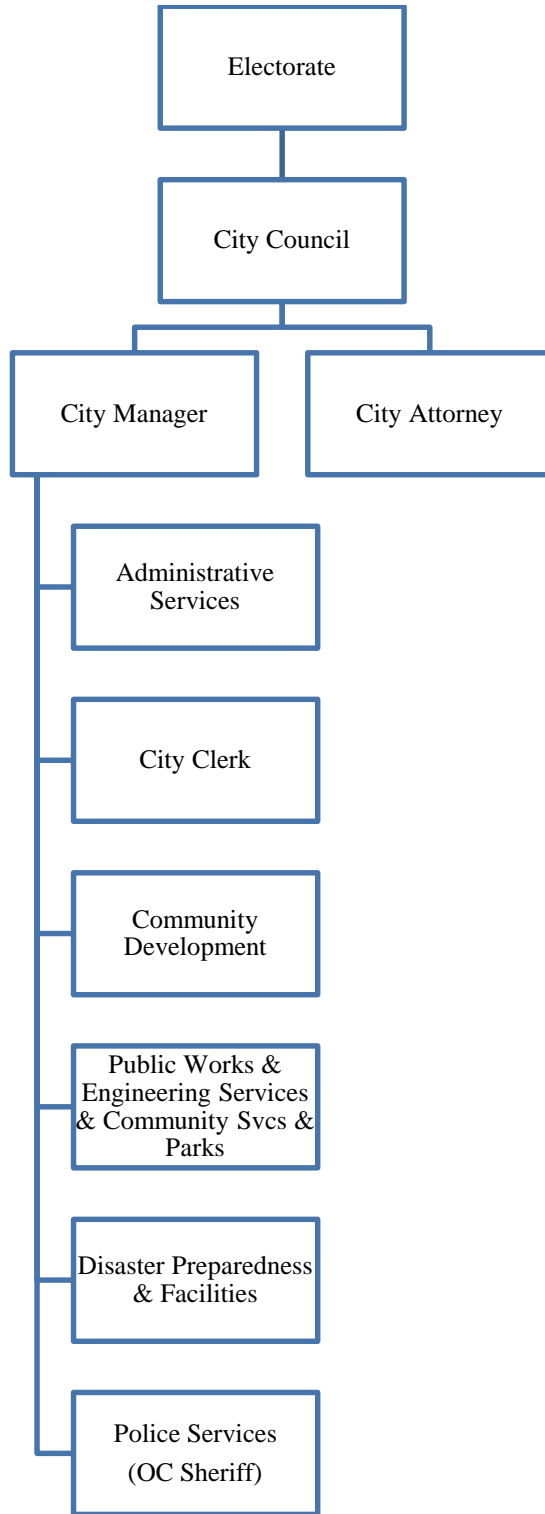 Electorate
City Council
City Manager
City Attorney
Administrative
Services
City Clerk
Community
Development
Public Works &
Engineering Services
& Community Svcs &
Parks
Disaster Preparedness
& Facilities
Police Services
(OC Sheriff)